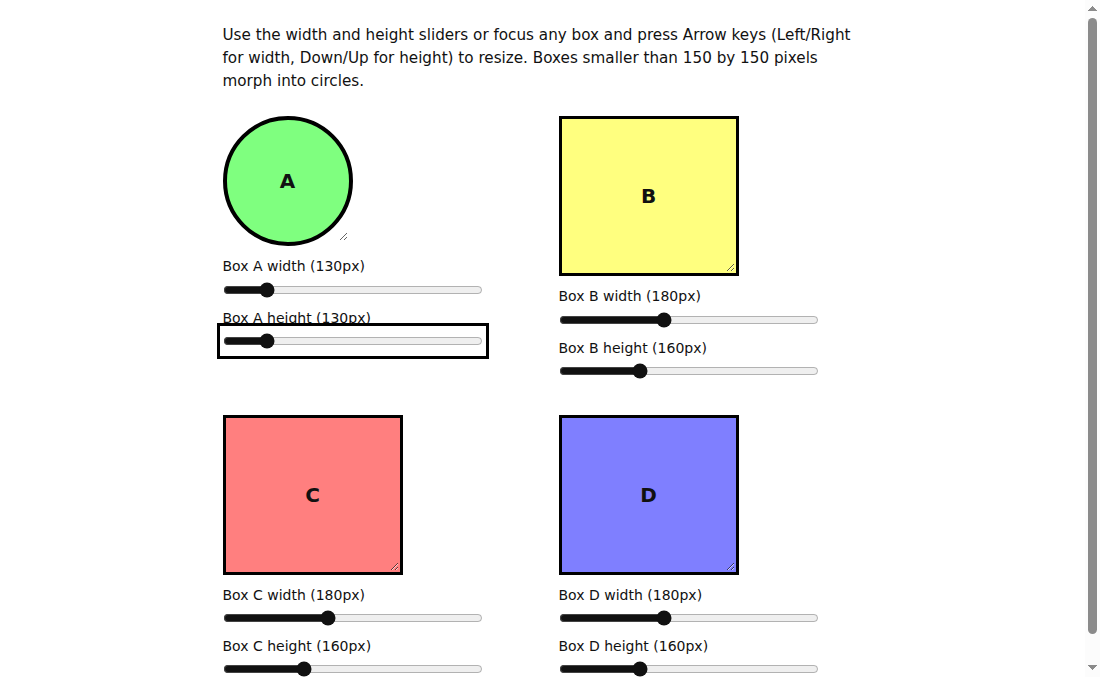 Use the width and height sliders or focus any box and press Arrow keys (Left/Right
for width, Down/Up for height) to resize. Boxes smaller than 150 by 150 pixels
morph into circles.
A
B
Box A width (130px)
Box A height (130px)
Box B width (180px)
Box B height (160px)
C
D
Box C width (180px)
Box D width (180px)
Box C height (160px)
Box D height (160px)